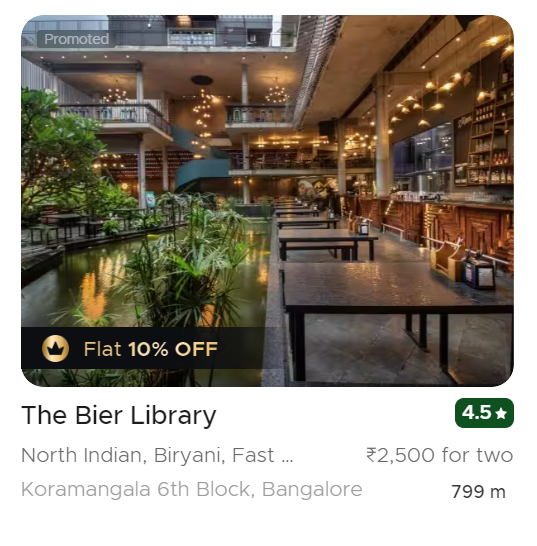 Promoted
Flat 10% OFF
The Bier Library
4.5★
North Indian, Biryani, Fast ...
₹2,500 for two
Koramangala 6th Block, Bangalore
799 m